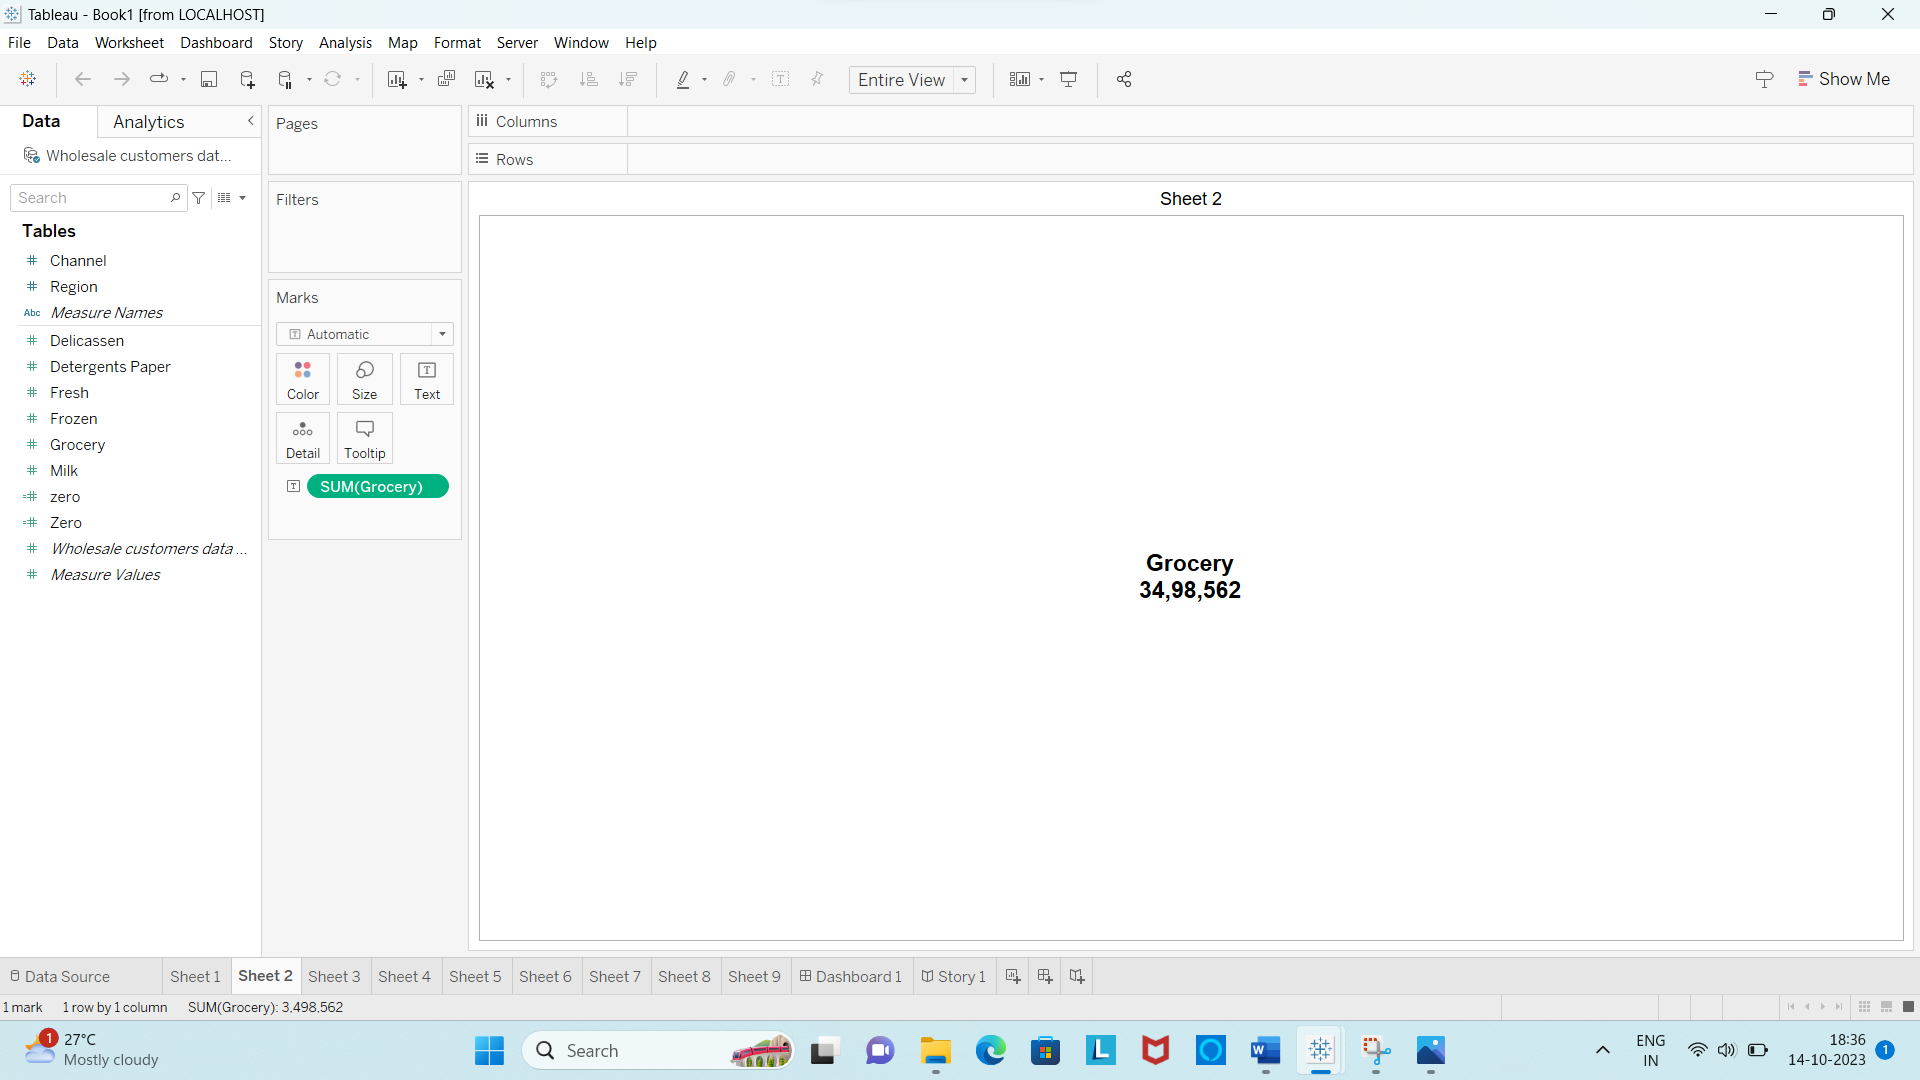 Tableau - Book1 [from LOCALHOST]
File Data Worksheet Dashboard Story Analysis Map Format Server Window Help
Entire View
Show Me
Data Analytics
Wholesale customers dat...
Search
Tables
Channel
Region
Abc Measure Names
Delicassen
Detergents Paper
Fresh
Frozen
Grocery
Milk
zero
Zero
Wholesale customers data ...
Measure Values
Pages
Filters
Marks
Automatic
Color Size Text
Detail Tooltip
SUM(Grocery)
Columns
Rows
Sheet 2
Grocery
34,98,562
Data Source Sheet 1 Sheet 2 Sheet 3 Sheet 4 Sheet 5 Sheet 6 Sheet 7 Sheet 8 Sheet 9 Dashboard 1 Story 1
1 mark 1 row by 1 column SUM(Grocery): 3,498,562
1
27°C
Mostly cloudy
Search
ENG
IN
18:36
14-10-2023
1